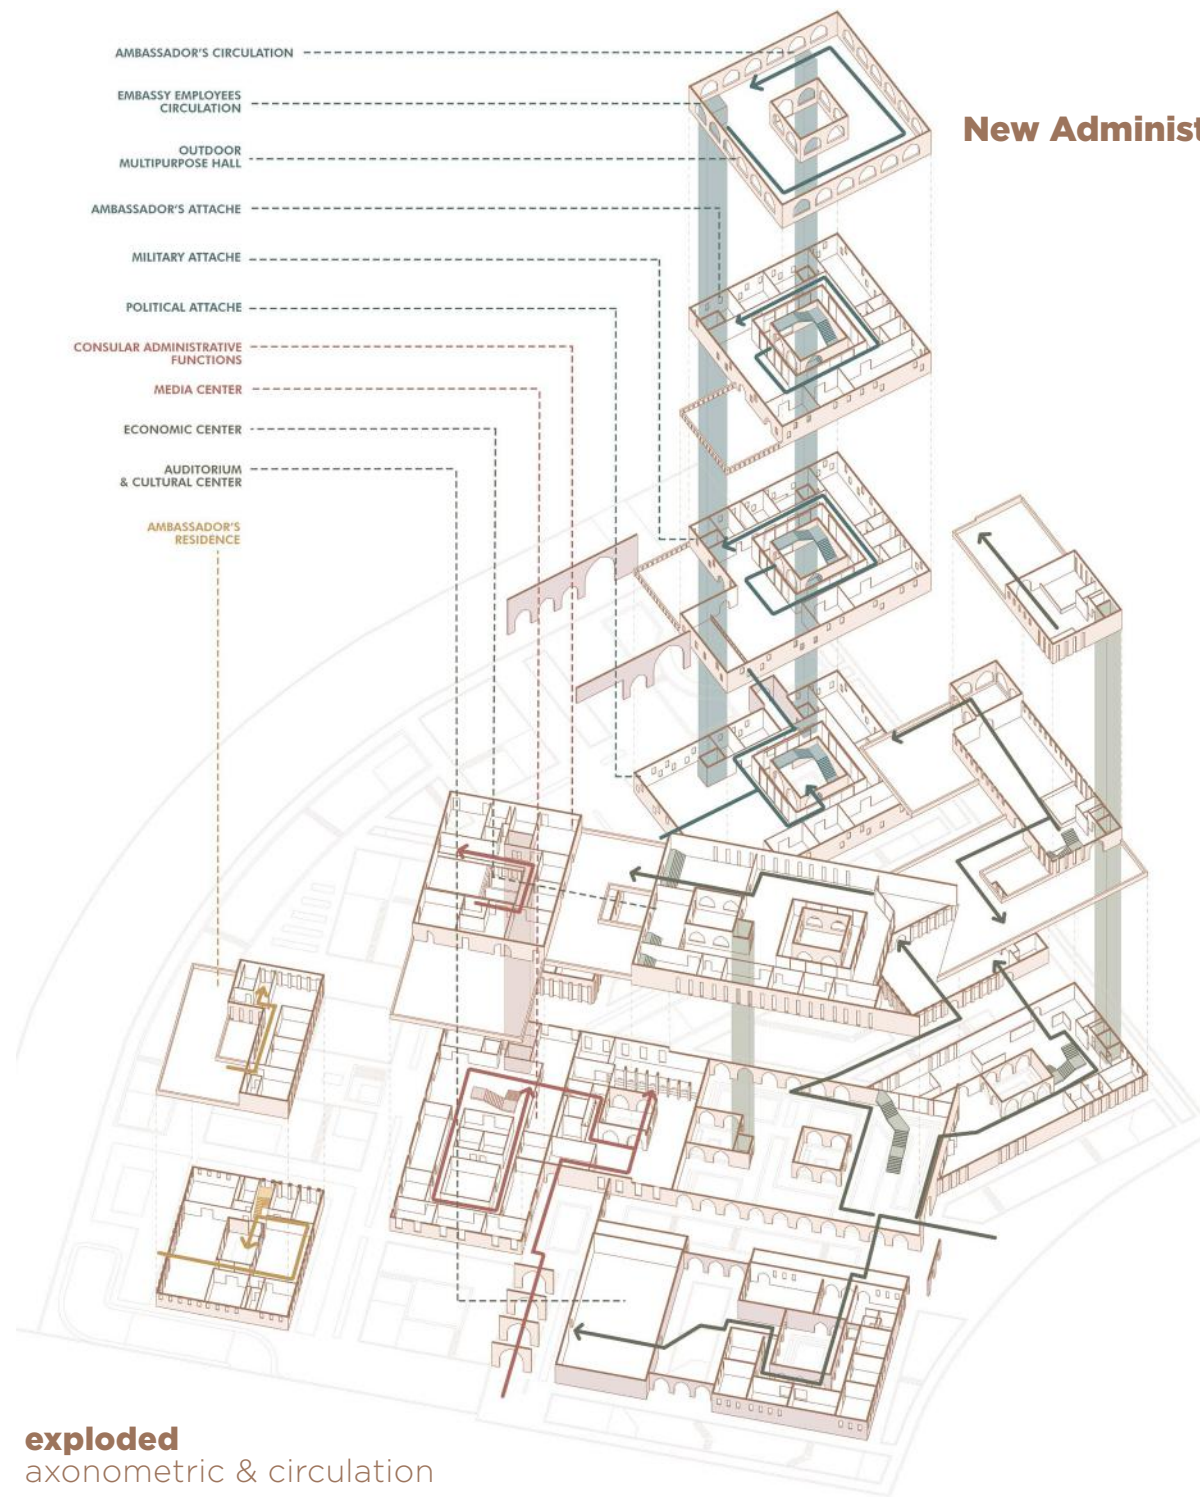 AMBASSADOR'S CIRCULATION
EMBASSY EMPLOYEES
CIRCULATION
OUTDOOR
MULTIPURPOSE HALL
AMBASSADOR'S ATTACHE
MILITARY ATTACHE
POLITICAL ATTACHE
CONSULAR ADMINISTRATIVE
FUNCTIONS
MEDIA CENTER
ECONOMIC CENTER
AUDITORIUM
& CULTURAL CENTER
AMBASSADOR'S
RESIDENCE
New Administ
exploded
axonometric & circulation